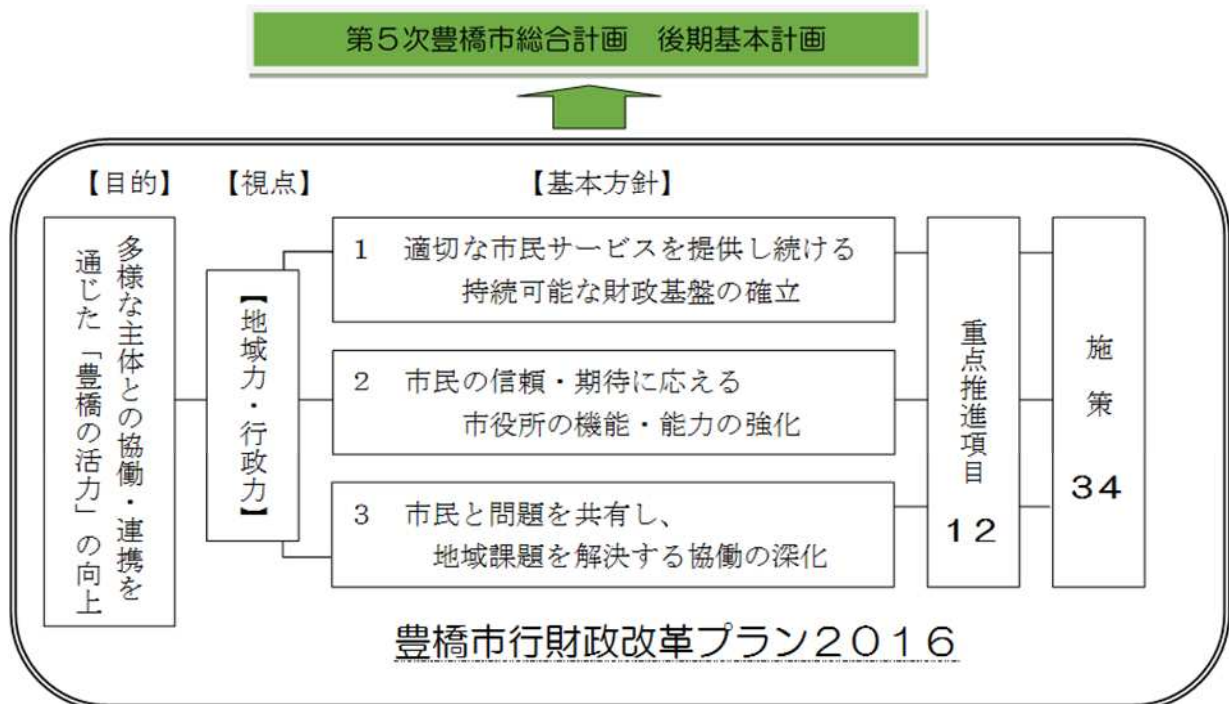 第5次豊橋市総合計画　後期基本計画
【目的】
【視点】
【基本方針】
多様な主体との協働・連携を
通じた「豊橋の活力」の向上
【地域力・行政力】
1　適切な市民サービスを提供し続ける
持続可能な財政基盤の確立
2　市民の信頼・期待に応える
市役所の機能・能力の強化
3　市民と問題を共有し、
地域課題を解決する協働の深化
重点推進項目
12
施策
34
豊橋市行財政改革プラン2016